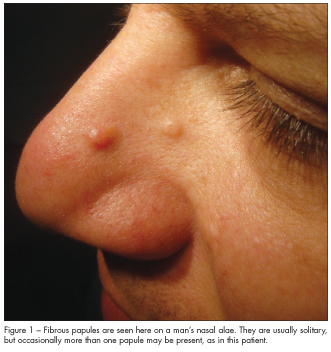 Figure 1 – Fibrous papules are seen here on a man's nasal alae. They are usually solitary,
but occasionally more than one papule may be present, as in this patient.